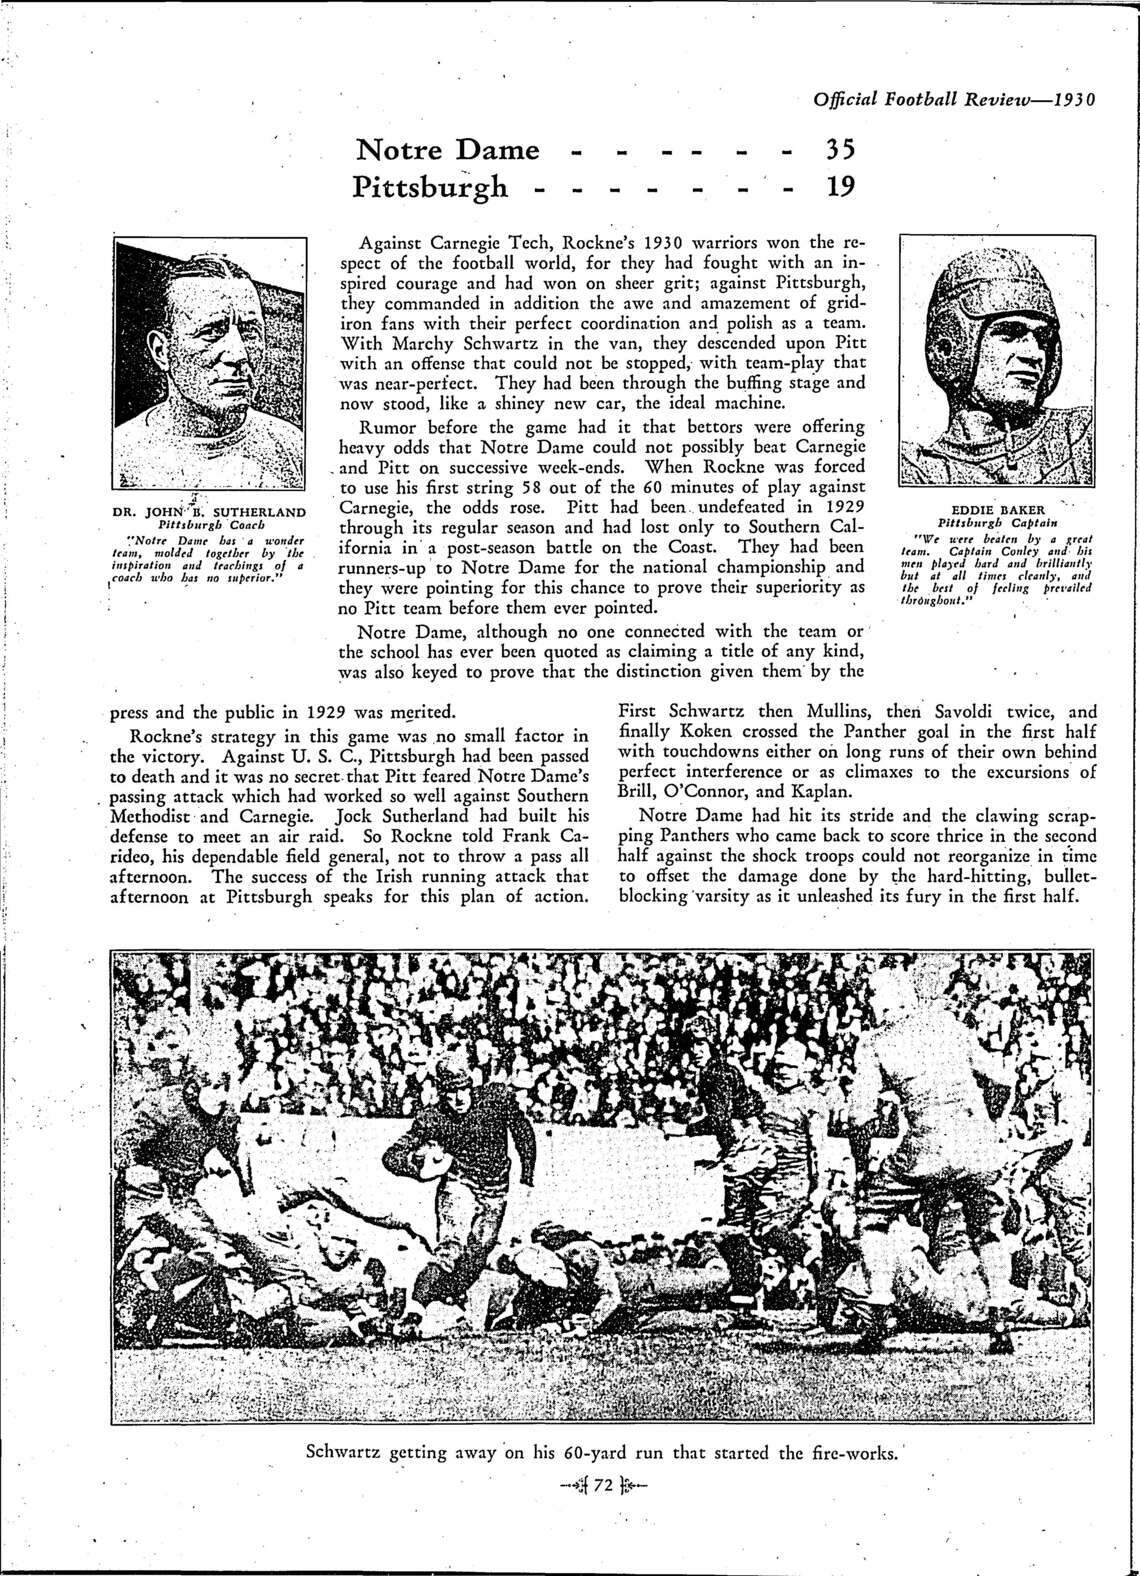 Official Football Review—1930
Notre Dame - - - - - - 35
Pittsburgh - - - - - - - 19
Against Carnegie Tech, Rockne's 1930 warriors won the re-
spect of the football world, for they had fought with an in-
spired courage and had won on sheer grit; against Pittsburgh,
they commanded in addition the awe and amazement of grid-
iron fans with their perfect coordination and polish as a team.
With Marchy Schwartz in the van, they descended upon Pitt
with an offense that could not be stopped, with team-play that
was near-perfect. They had been through the buffing stage and
now stood, like a shiney new car, the ideal machine.
Rumor before the game had it that bettors were offering
heavy odds that Notre Dame could not possibly beat Carnegie
and Pitt on successive week-ends. When Rockne was forced
to use his first string 58 out of the 60 minutes of play against
Carnegie, the odds rose. Pitt had been undefeated in 1929
through its regular season and had lost only to Southern Cal-
ifornia in a post-season battle on the Coast. They had been
runners-up to Notre Dame for the national championship and
they were pointing for this chance to prove their superiority as
no Pitt team before them ever pointed.
Notre Dame, although no one connected with the team or
the school has ever been quoted as claiming a title of any kind,
was also keyed to prove that the distinction given them by the
DR. JOHN B. SUTHERLAND
Pittsburgh Coach
"Notre Dame has a wonder
team, molded together by the
inspiration and teachings of a
coach who has no superior."
EDDIE BAKER
Pittsburgh Captain
"We were beaten by a great
team. Captain Conley and his
men played hard and brilliantly
but at all times cleanly, and
the best of feeling prevailed
throughout."
press and the public in 1929 was merited.
Rockne's strategy in this game was no small factor in
the victory. Against U. S. C., Pittsburgh had been passed
to death and it was no secret that Pitt feared Notre Dame's
passing attack which had worked so well against Southern
Methodist and Carnegie. Jock Sutherland had built his
defense to meet an air raid. So Rockne told Frank Ca-
rideo, his dependable field general, not to throw a pass all
afternoon. The success of the Irish running attack that
afternoon at Pittsburgh speaks for this plan of action.
First Schwartz then Mullins, then Savoldi twice, and
finally Koken crossed the Panther goal in the first half
with touchdowns either on long runs of their own behind
perfect interference or as climaxes to the excursions of
Brill, O'Connor, and Kaplan.
Notre Dame had hit its stride and the clawing scrap-
ping Panthers who came back to score thrice in the second
half against the shock troops could not reorganize in time
to offset the damage done by the hard-hitting, bullet-
blocking varsity as it unleashed its fury in the first half.
Schwartz getting away on his 60-yard run that started the fire-works.
72